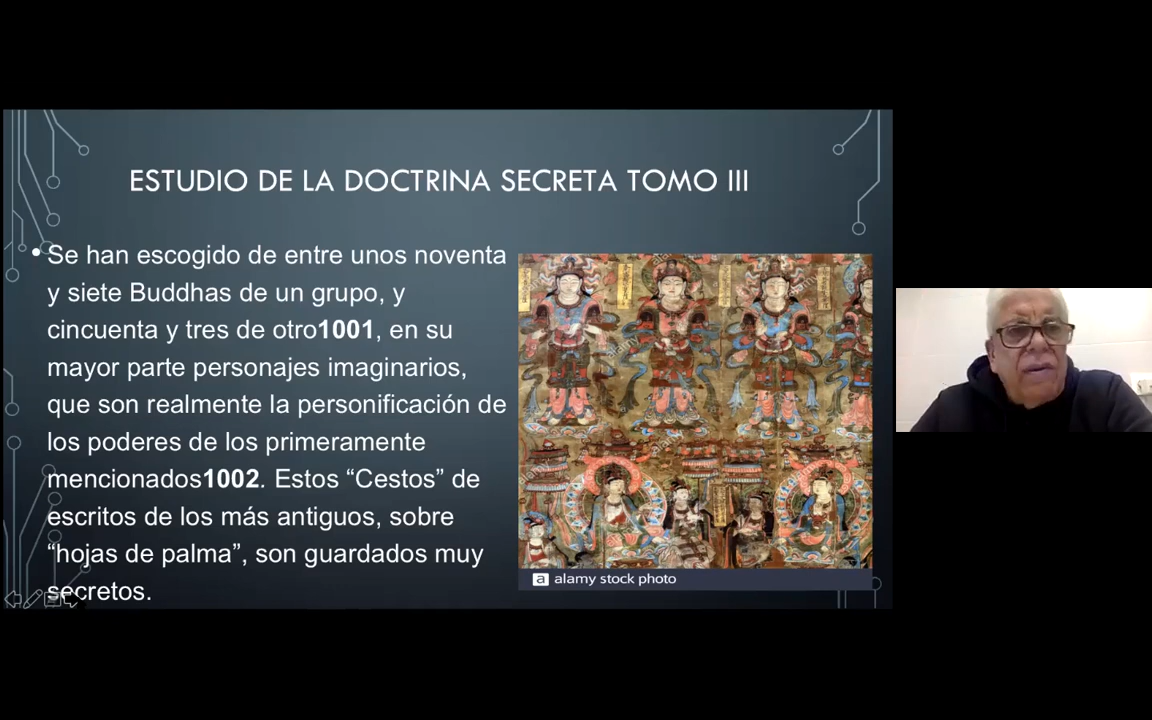 ESTUDIO DE LA DOCTRINA SECRETA TOMO III
• Se han escogido de entre unos noventa
y siete Buddhas de un grupo, y
cincuenta y tres de otro1001, en su
mayor parte personajes imaginarios,
que son realmente la personificación de
los poderes de los primeramente
mencionados1002. Estos “Cestos” de
escritos de los más antiguos, sobre
“hojas de palma”, son guardados muy
secretos.
a alamy stock photo